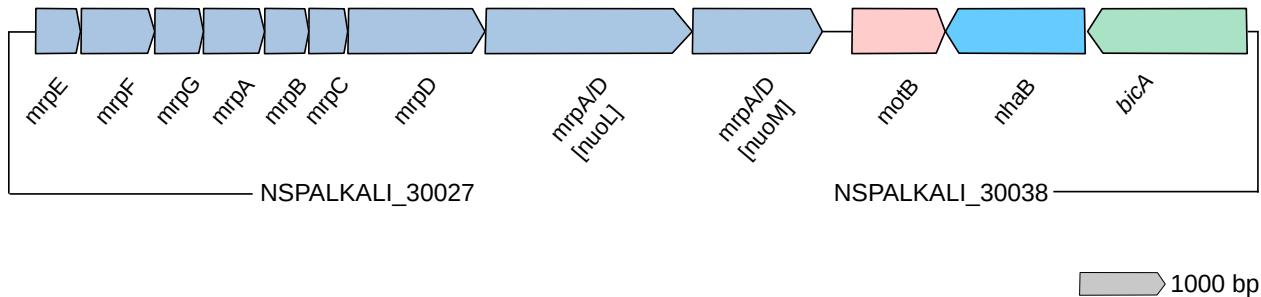 mrpE
mrpF
mrpG
mrpA
mrpB
mrpC
mrpD
mrpA/D
[nuoL]
mrpA/D
[nuoM]
motB
nhaB
bicA
NSPALKALI_30027
NSPALKALI_30038
1000 bp